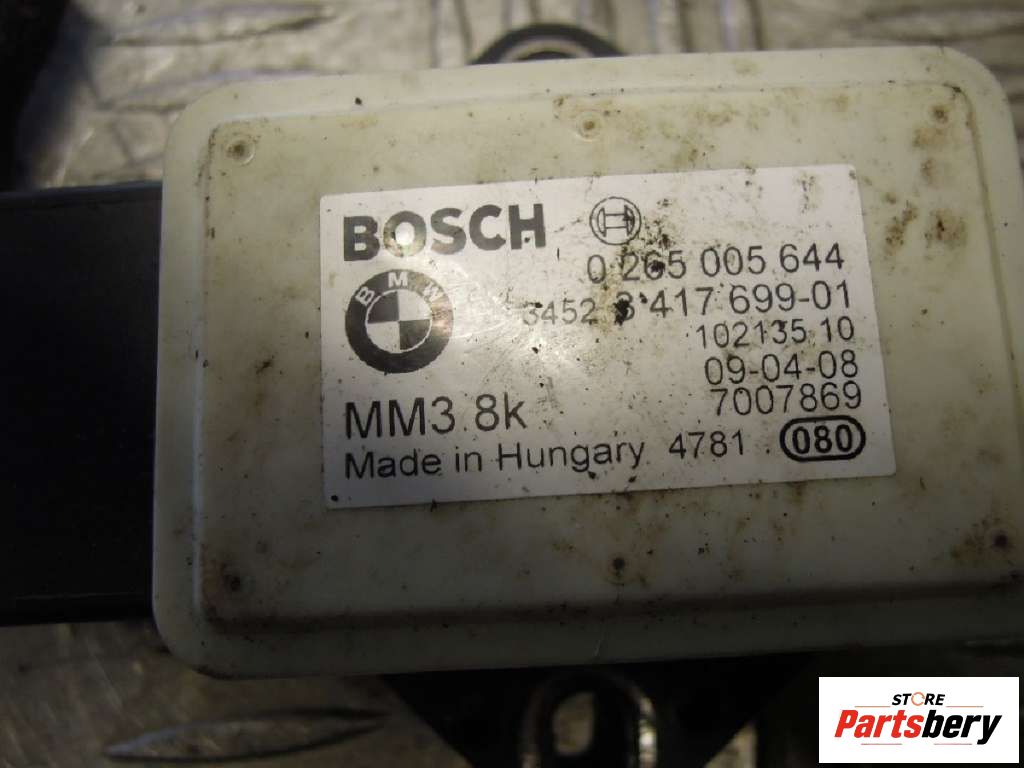 BOSCH H
0 265 005 644
BMW
3452 3 417 699-01
102135 10
09-04-08
7007869
MM3 8k
Made in Hungary 4781 080
STORE
Partsbery